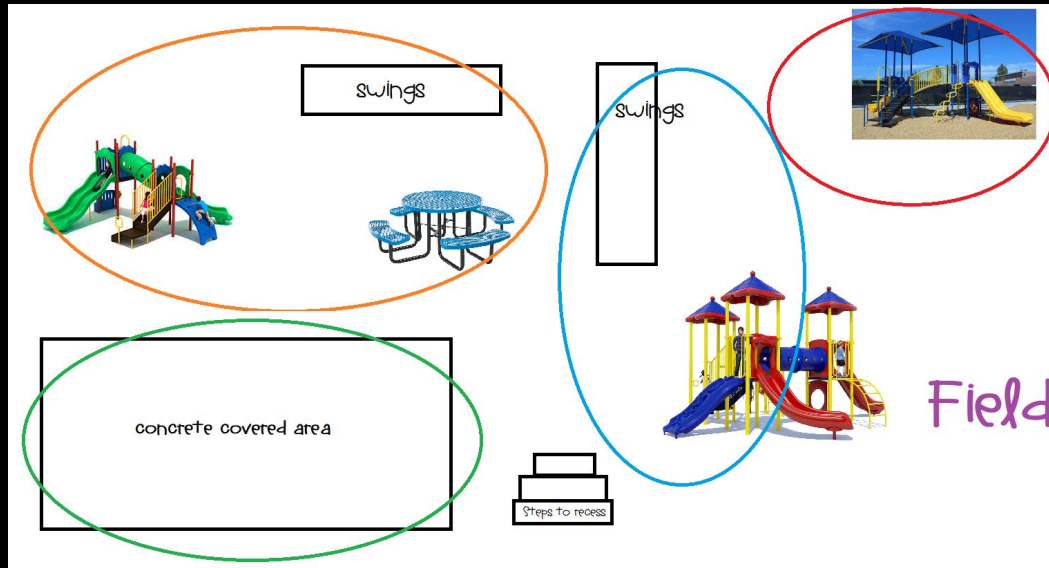 swings
swings
concrete covered area
Field
Steps to recess